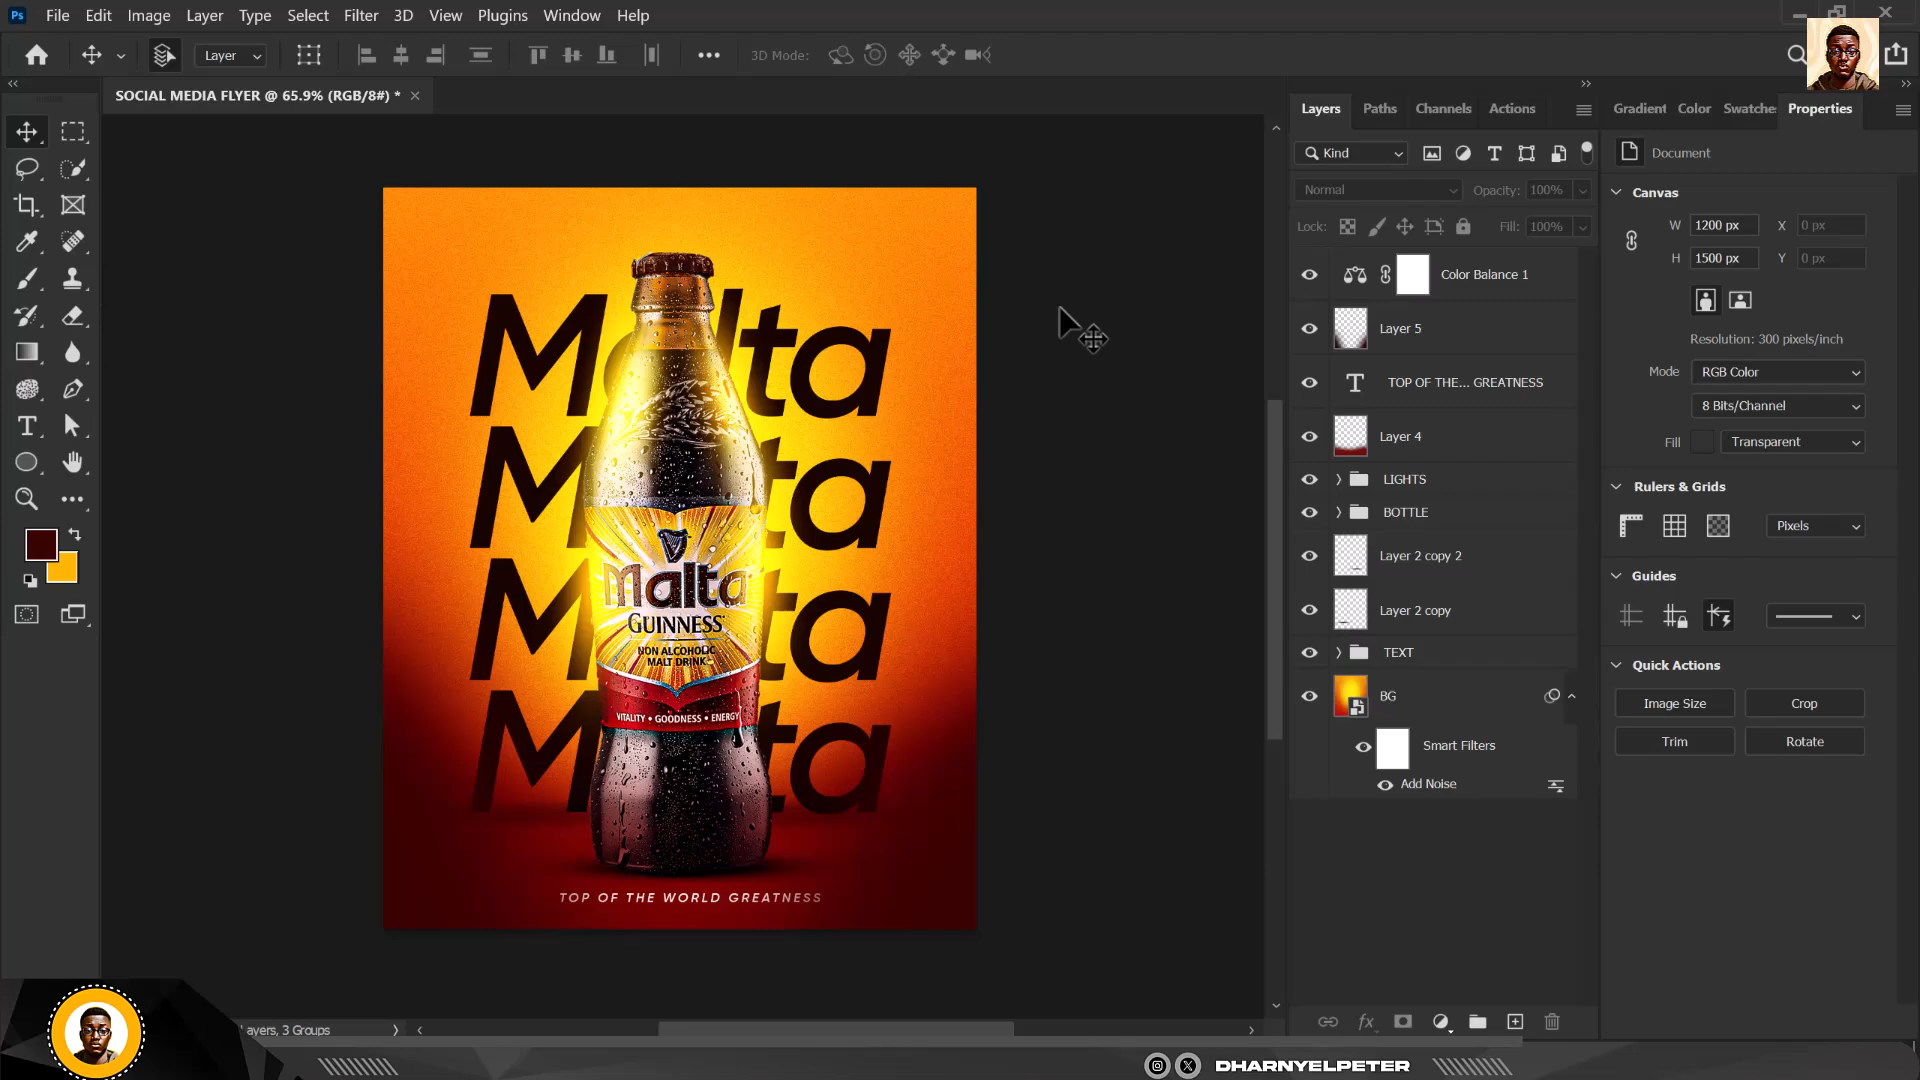 Ps File Edit Image Layer Type Select Filter 3D View Plugins Window Help
Layer
3D Mode:
SOCIAL MEDIA FLYER @ 65.9% (RGB/8#) *
Malta
Malta
Malta
Malta
Malta
GUINNESS
NON ALCOHOLIC
MALT DRINK
VITALITY • GOODNESS • ENERGY
TOP OF THE WORLD GREATNESS
Layers Paths Channels Actions
Kind
Normal Opacity: 100%
Lock: Fill: 100%
Color Balance 1
Layer 5
TOP OF THE... GREATNESS
Layer 4
LIGHTS
BOTTLE
Layer 2 copy 2
Layer 2 copy
TEXT
BG
Smart Filters
Add Noise
Gradient Color Swatche Properties
Document
Canvas
W 1200 px X 0 px
H 1500 px Y 0 px
Resolution: 300 pixels/inch
Mode RGB Color
8 Bits/Channel
Fill Transparent
Rulers & Grids
Pixels
Guides
Quick Actions
Image Size Crop
Trim Rotate
ayers, 3 Groups
DHARNYELPETER